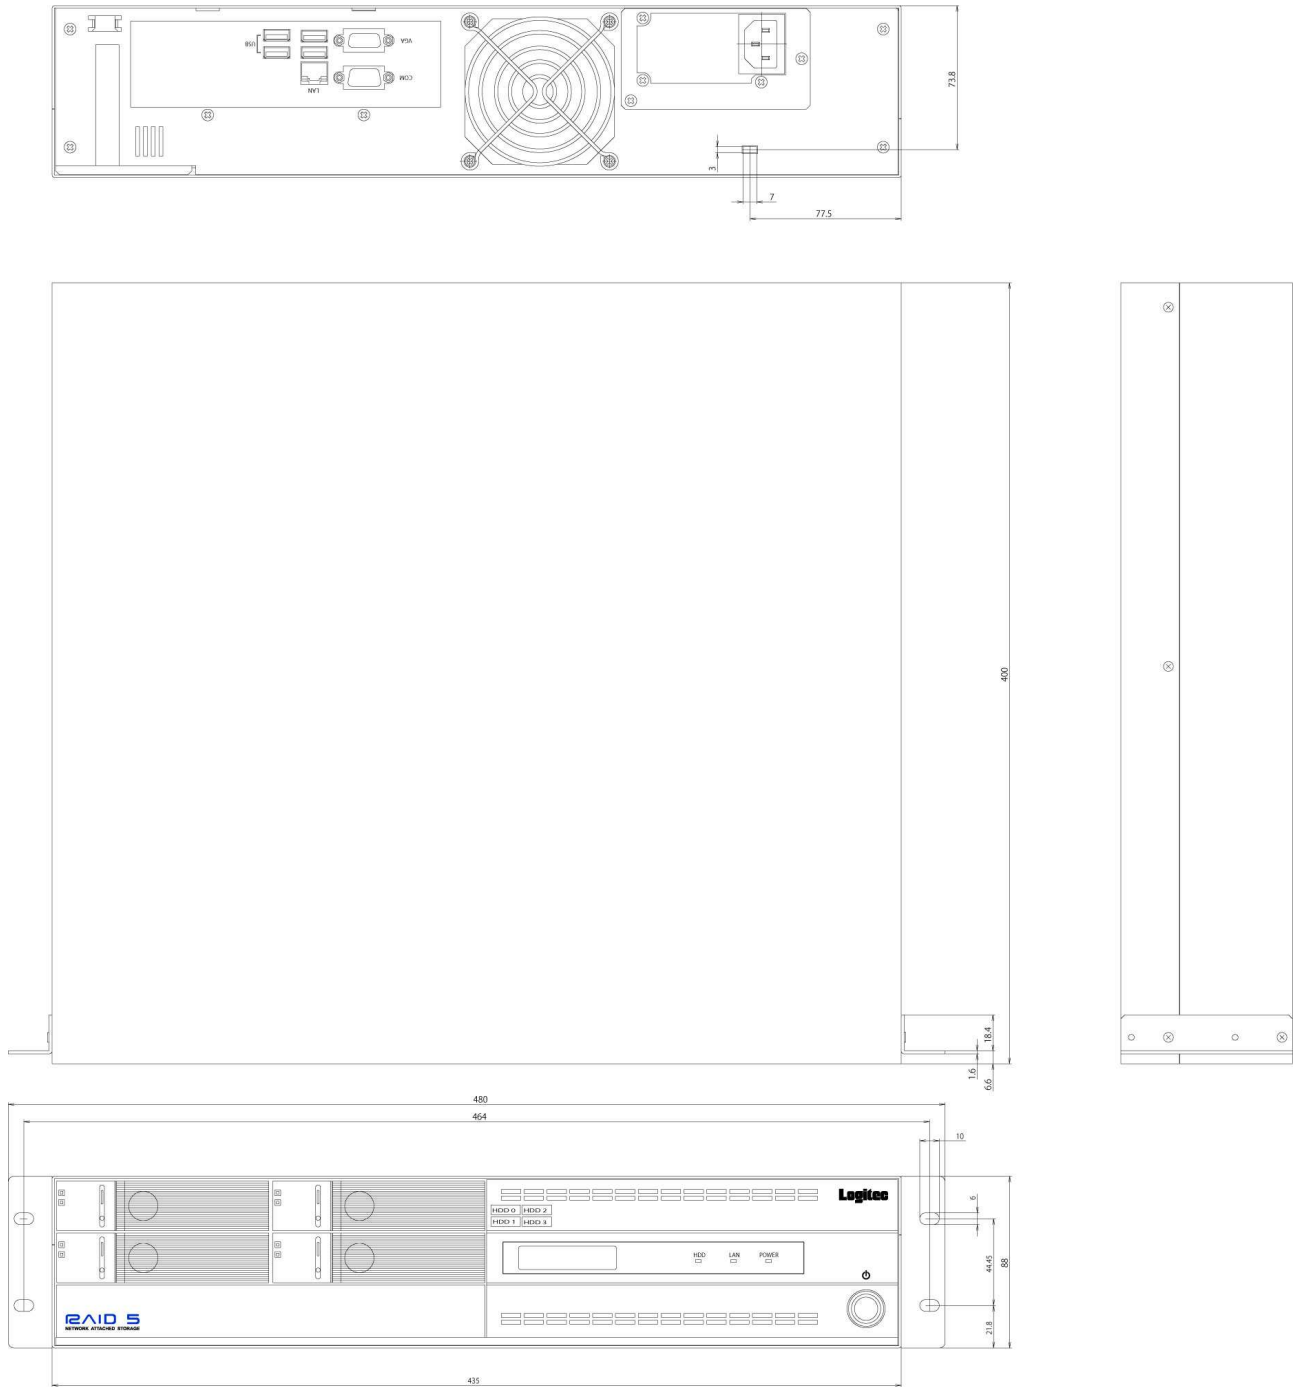 USB
VGA
COM
LAN
73.8
3
7
77.5
400
18.4
1.6
6.6
480
464
10
Logitec
6
HDD 0 HDD 2
HDD 1 HDD 3
HDD LAN POWER
44.45
88
RAID 5
NETWORK ATTACHED STORAGE
21.8
435